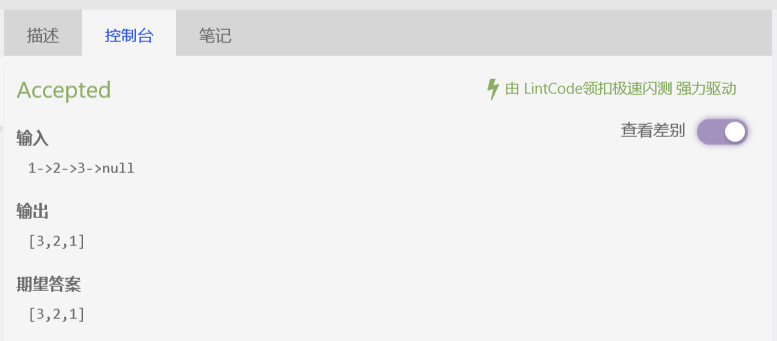 描述 控制台 笔记
Accepted 由 LintCode领扣极速闪测 强力驱动
查看差别
输入
1->2->3->null
输出
[3,2,1]
期望答案
[3,2,1]